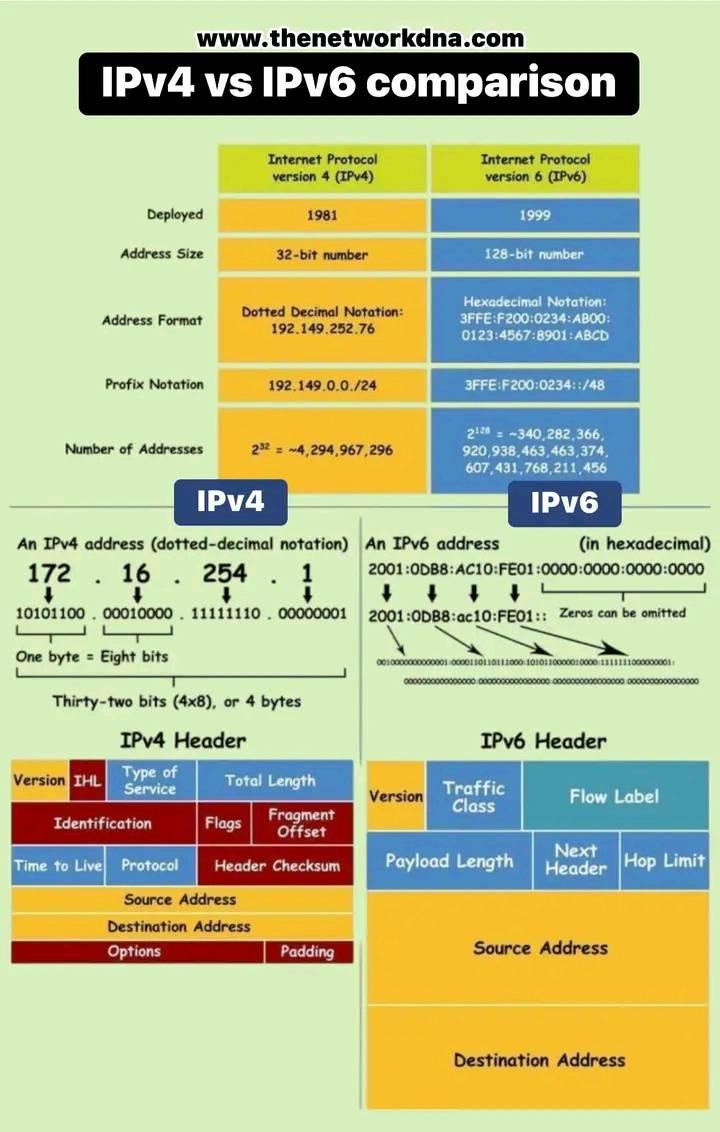 www.thenetworkdna.com
IPv4 vs IPv6 comparison
Internet Protocol
version 4 (IPv4)
Internet Protocol
version 6 (IPv6)
Deployed
1981
1999
Address Size
32-bit number
128-bit number
Address Format
Dotted Decimal Notation:
192.149.252.76
Hexadecimal Notation:
3FFE:F200:0234:AB00:
0123:4567:8901:ABCD
Profix Notation
192.149.0.0./24
3FFE:F200:0234::/48
Number of Addresses
2³² = ~4,294,967,296
2¹²⁸ = ~340,282,366,
920,938,463,463,374,
607,431,768,211,456
IPv4
An IPv4 address (dotted-decimal notation)
172 . 16 . 254 . 1
10101100 . 00010000 . 11111110 . 00000001
One byte = Eight bits
Thirty-two bits (4x8), or 4 bytes
IPv4 Header
Version IHL Type of Service Total Length
Identification Flags Fragment Offset
Time to Live Protocol Header Checksum
Source Address
Destination Address
Options Padding
IPv6
An IPv6 address (in hexadecimal)
2001:0DB8:AC10:FE01:0000:0000:0000:0000
2001:0DB8:ac10:FE01:: Zeros can be omitted
0010000000000001:0000110110111000:1010110000010000:1111111000000001:
0000000000000000:0000000000000000:0000000000000000:0000000000000000
IPv6 Header
Version Traffic Class Flow Label
Payload Length Next Header Hop Limit
Source Address
Destination Address